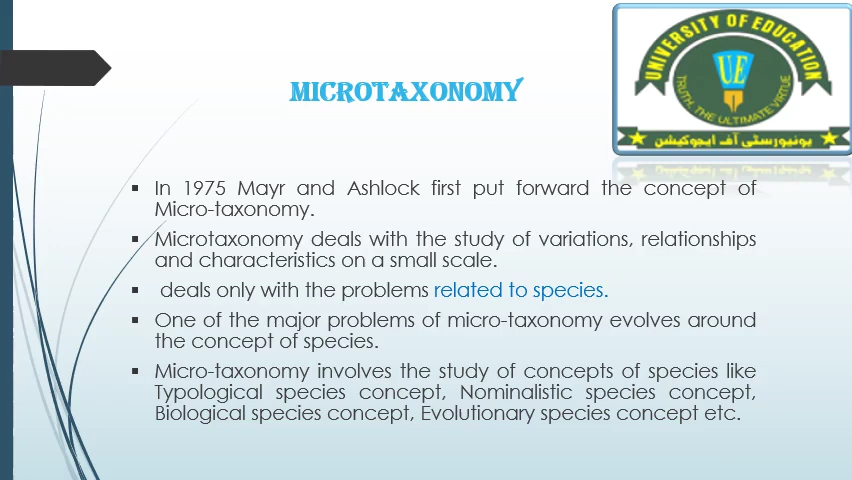 UNIVERSITY OF EDUCATION
UE
TRUTH, THE ULTIMATE VIRTUE
یونیورسٹی آف ایجوکیشن
MICROTAXONOMY
▪ In 1975 Mayr and Ashlock first put forward the concept of
Micro-taxonomy.
▪ Microtaxonomy deals with the study of variations, relationships
and characteristics on a small scale.
▪ deals only with the problems related to species.
▪ One of the major problems of micro-taxonomy evolves around
the concept of species.
▪ Micro-taxonomy involves the study of concepts of species like
Typological species concept, Nominalistic species concept,
Biological species concept, Evolutionary species concept etc.